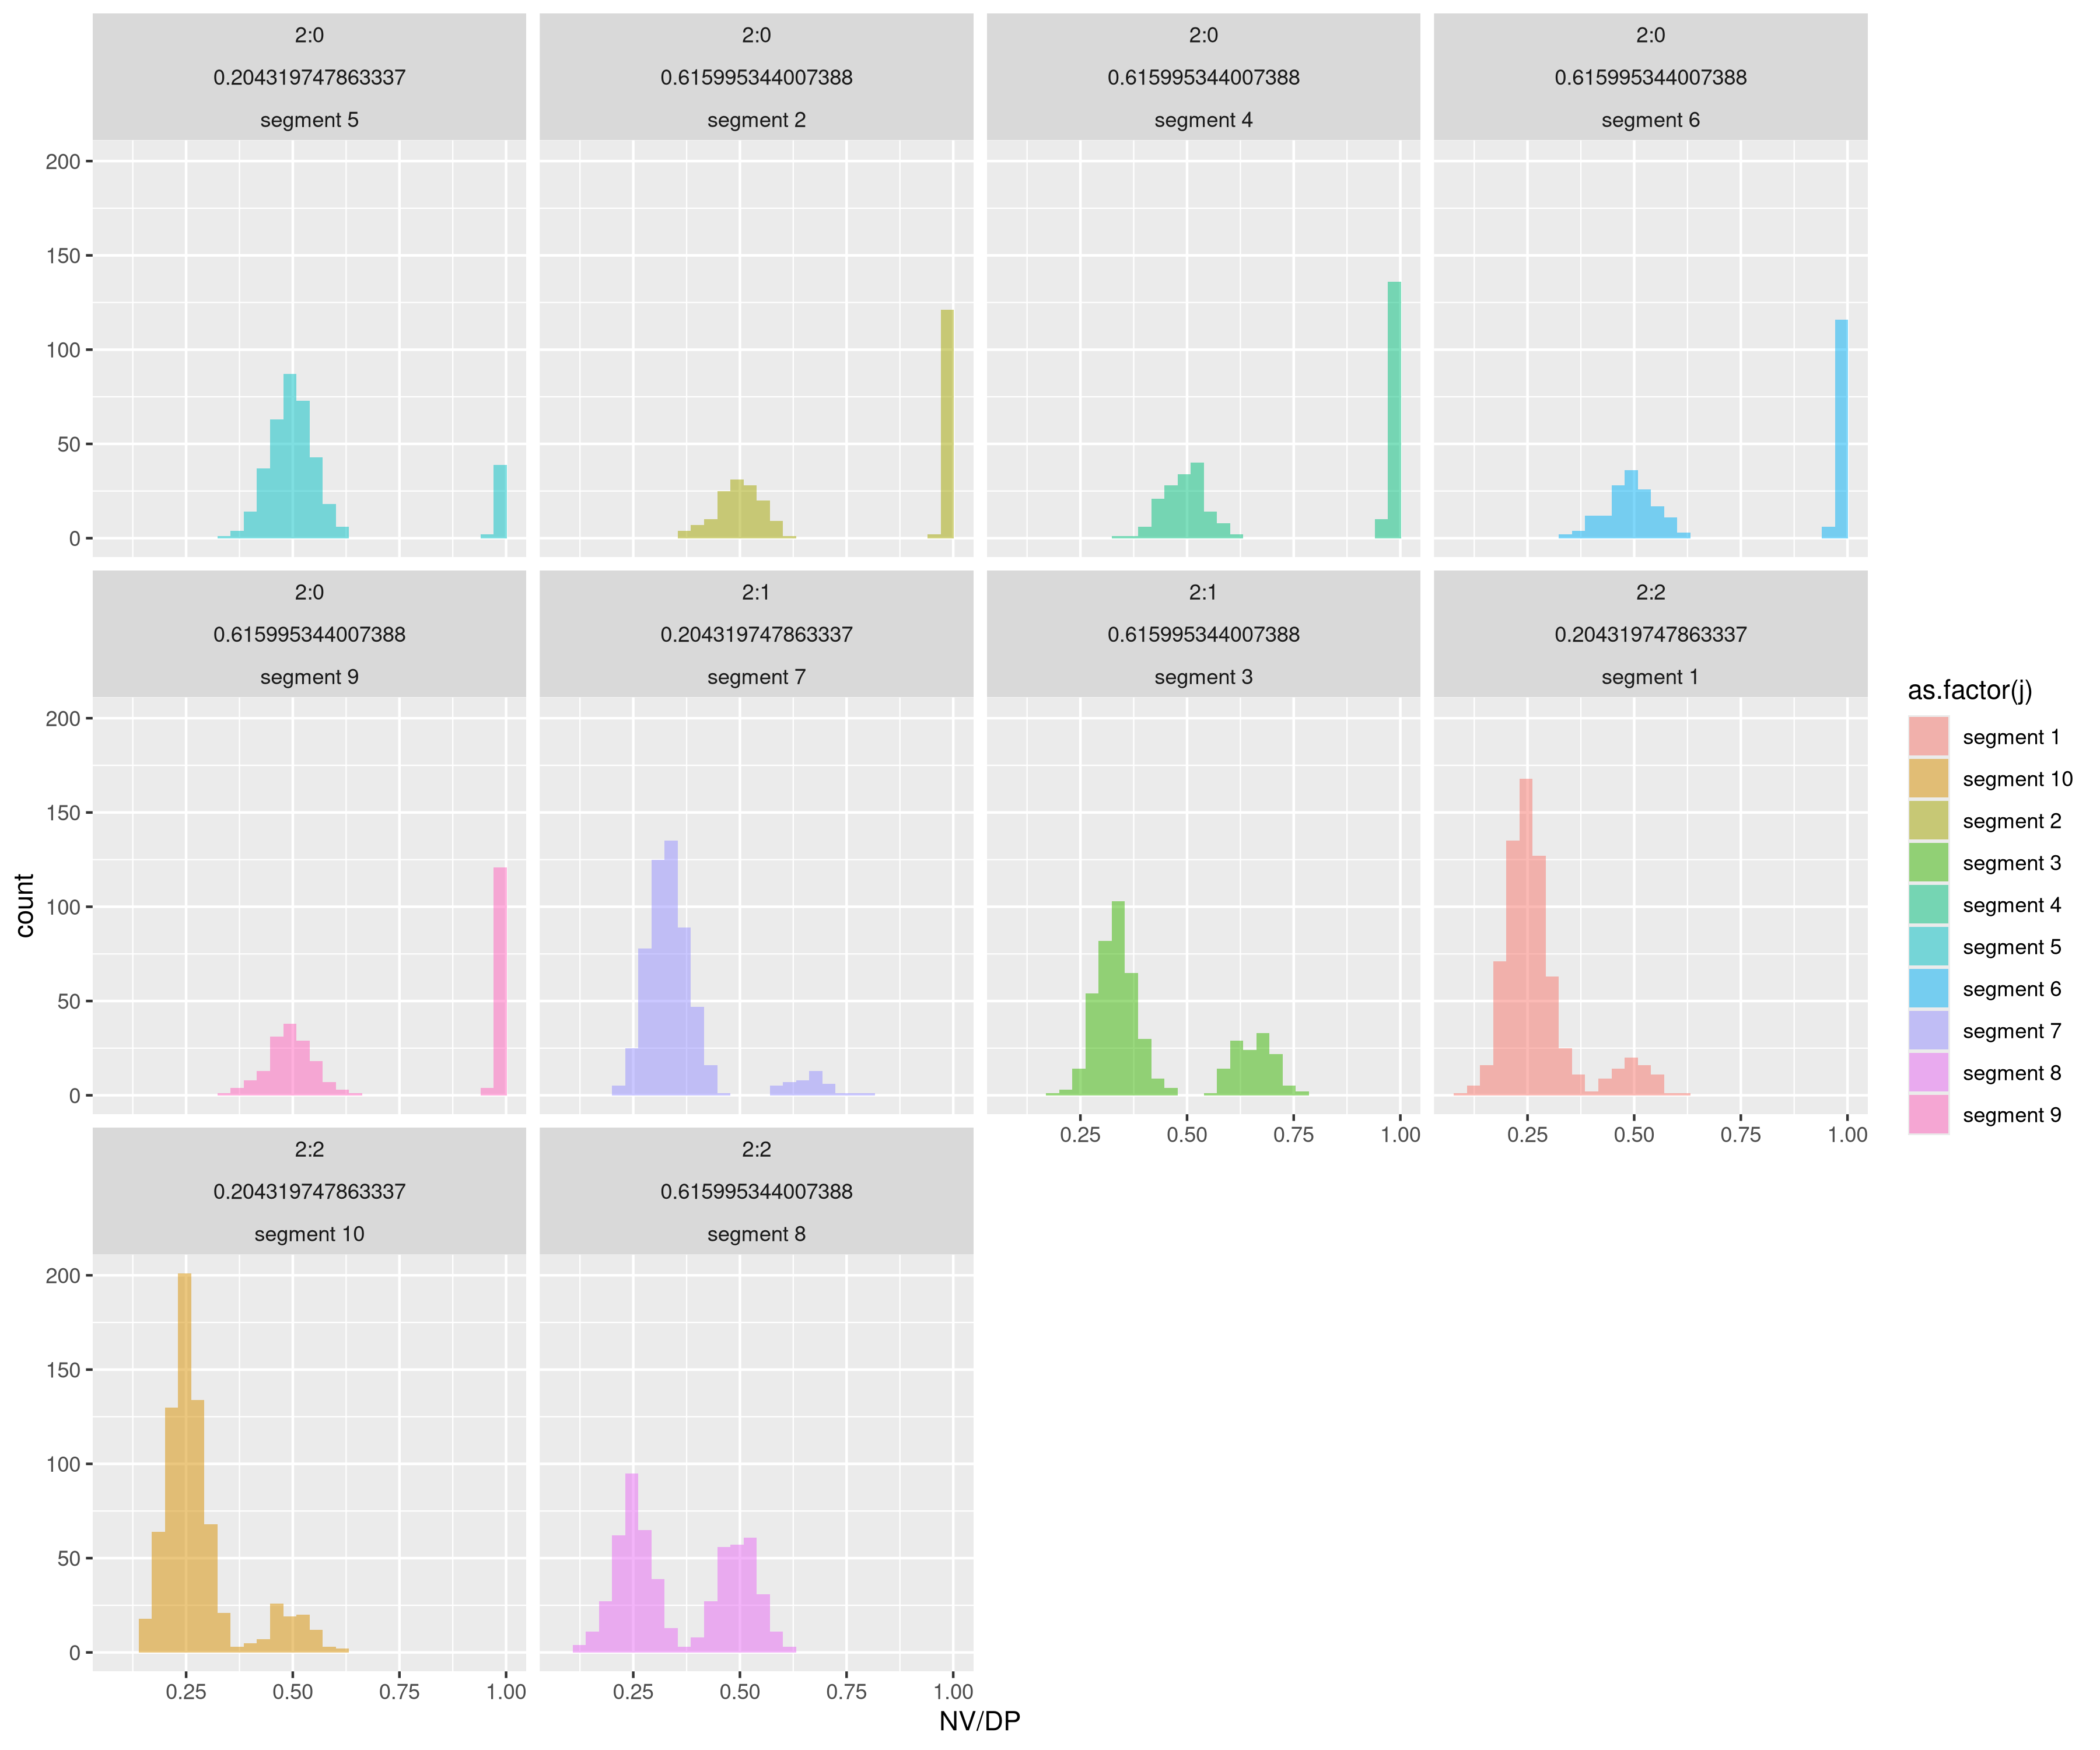 2:0
0.204319747863337
segment 5
2:0
0.615995344007388
segment 2
2:0
0.615995344007388
segment 4
2:0
0.615995344007388
segment 6
200
150
100
50
0
2:0
0.615995344007388
segment 9
2:1
0.204319747863337
segment 7
2:1
0.615995344007388
segment 3
2:2
0.204319747863337
segment 1
200
150
100
50
0
0.25 0.50 0.75 1.00
0.25 0.50 0.75 1.00
2:2
0.204319747863337
segment 10
2:2
0.615995344007388
segment 8
200
150
100
50
0
0.25 0.50 0.75 1.00
0.25 0.50 0.75 1.00
NV/DP
count
as.factor(j)
segment 1
segment 10
segment 2
segment 3
segment 4
segment 5
segment 6
segment 7
segment 8
segment 9